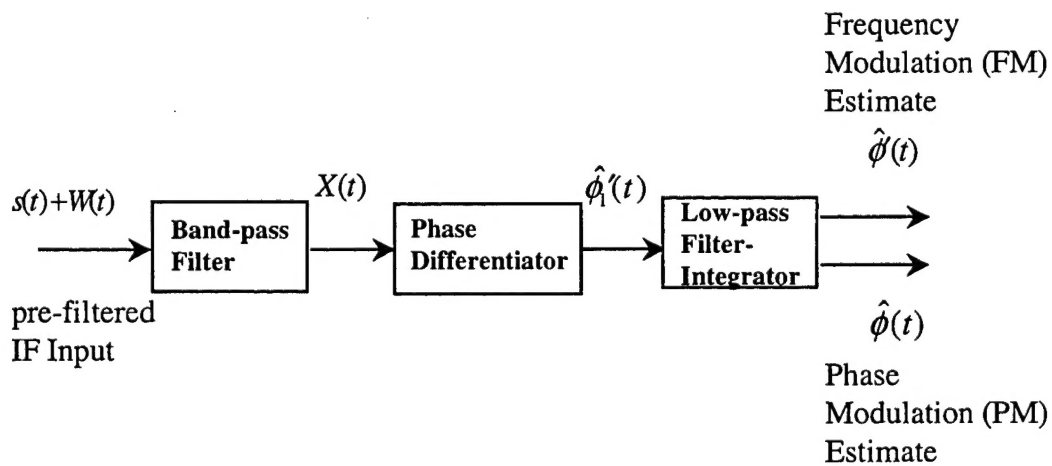 Frequency
Modulation (FM)
Estimate
φ̂′(t)
s(t)+W(t)
X(t)
φ̂₁″(t)
Band-pass
Filter
Phase
Differentiator
Low-pass
Filter-
Integrator
pre-filtered
IF Input
φ̂(t)
Phase
Modulation (PM)
Estimate